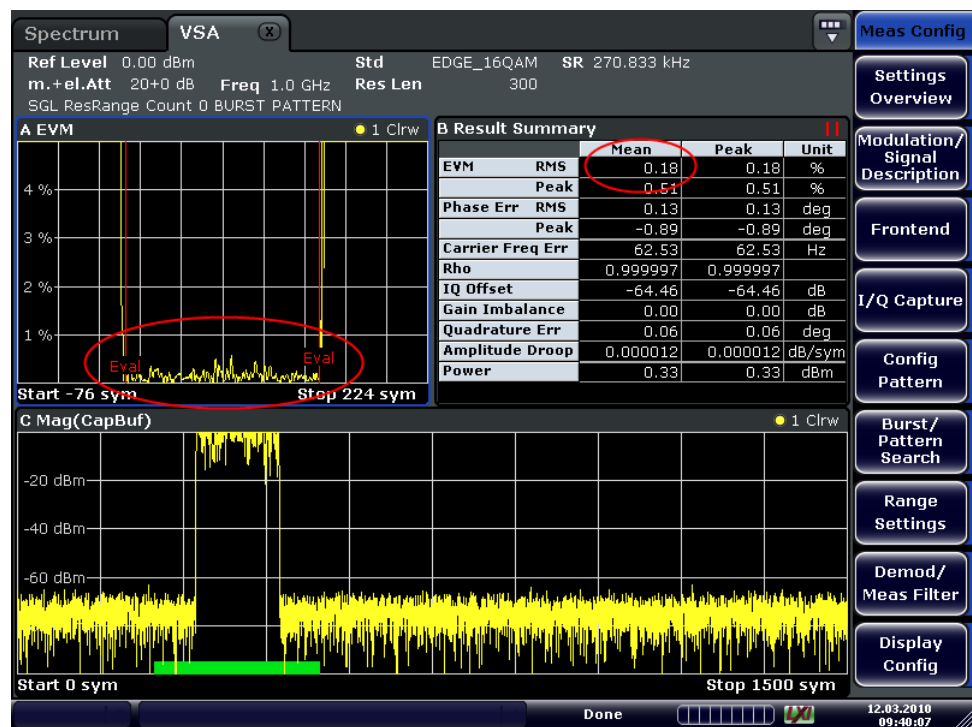 Spectrum VSA X
Meas Config
Ref Level 0.00 dBm Std EDGE_16QAM SR 270.833 kHz
m.+el.Att 20+0 dB Freq 1.0 GHz Res Len 300
SGL ResRange Count 0 BURST PATTERN
A EVM 1 Clrw
4 %
3 %
2 %
1 %
Eval Eval
Start -76 sym Stop 224 sym
B Result Summary
Mean Peak Unit
EVM RMS 0.18 0.18 %
Peak 0.51 0.51 %
Phase Err RMS 0.13 0.13 deg
Peak -0.89 -0.89 deg
Carrier Freq Err 62.53 62.53 Hz
Rho 0.999997 0.999997
IQ Offset -64.46 -64.46 dB
Gain Imbalance 0.00 0.00 dB
Quadrature Err 0.06 0.06 deg
Amplitude Droop 0.000012 0.000012 dB/sym
Power 0.33 0.33 dBm
C Mag(CapBuf) 1 Clrw
-20 dBm
-40 dBm
-60 dBm
Start 0 sym Stop 1500 sym
Settings
Overview
Modulation/
Signal
Description
Frontend
I/Q Capture
Config
Pattern
Burst/
Pattern
Search
Range
Settings
Demod/
Meas Filter
Display
Config
Done LXI 12.03.2010
09:40:07